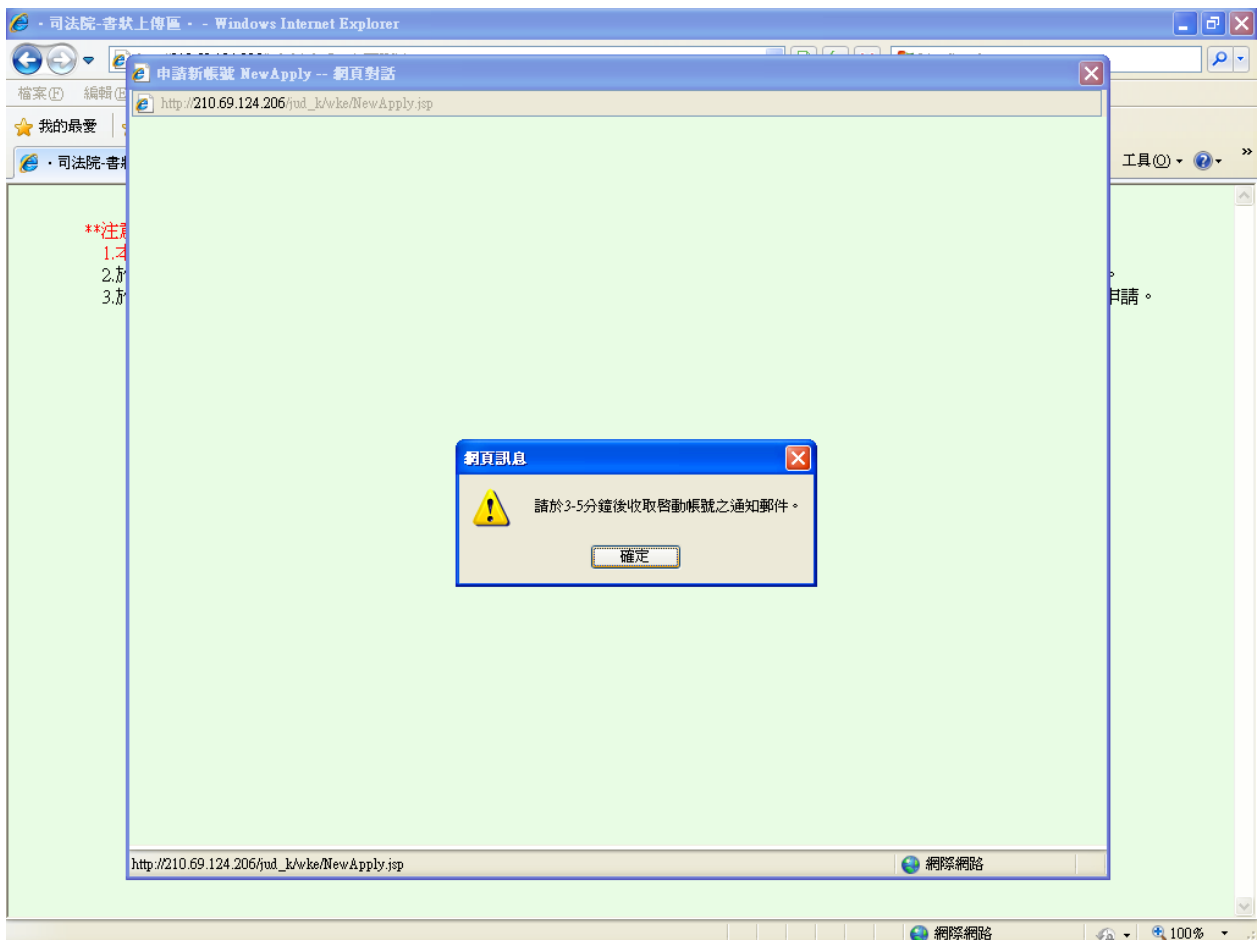 ・司法院-書狀上傳區・ - Windows Internet Explorer
申請新帳號 NewApply -- 網頁對話
http://210.69.124.206/jud_k/wke/NewApply.jsp
檔案(F) 編輯(E
我的最愛
・司法院-書
工具(O)
**注意
1.本
2.於
3.於
申請。
網頁訊息
請於3-5分鐘後收取啓動帳號之通知郵件。
確定
http://210.69.124.206/jud_k/wke/NewApply.jsp
網際網路
網際網路
100%